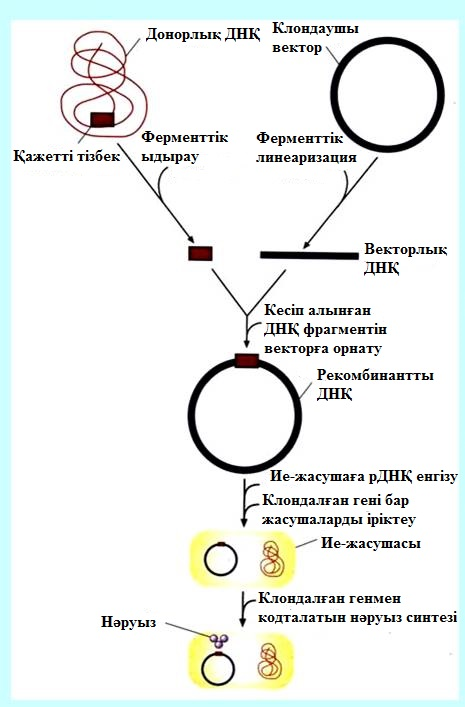 Донорлық ДНҚ
Клондаушы
вектор
Қажетті тізбек
Ферменттік
ыдырау
Ферменттік
линеаризация
Векторлық
ДНҚ
Кесіп алынған
ДНҚ фрагментін
векторға орнату
Рекомбинантты
ДНҚ
Ие-жасушаға рДНҚ енгізу
Клондалған гені бар
жасушаларды іріктеу
Ие-жасушасы
Клондалған генмен
кодталатын нәруыз синтезі
Нәруыз